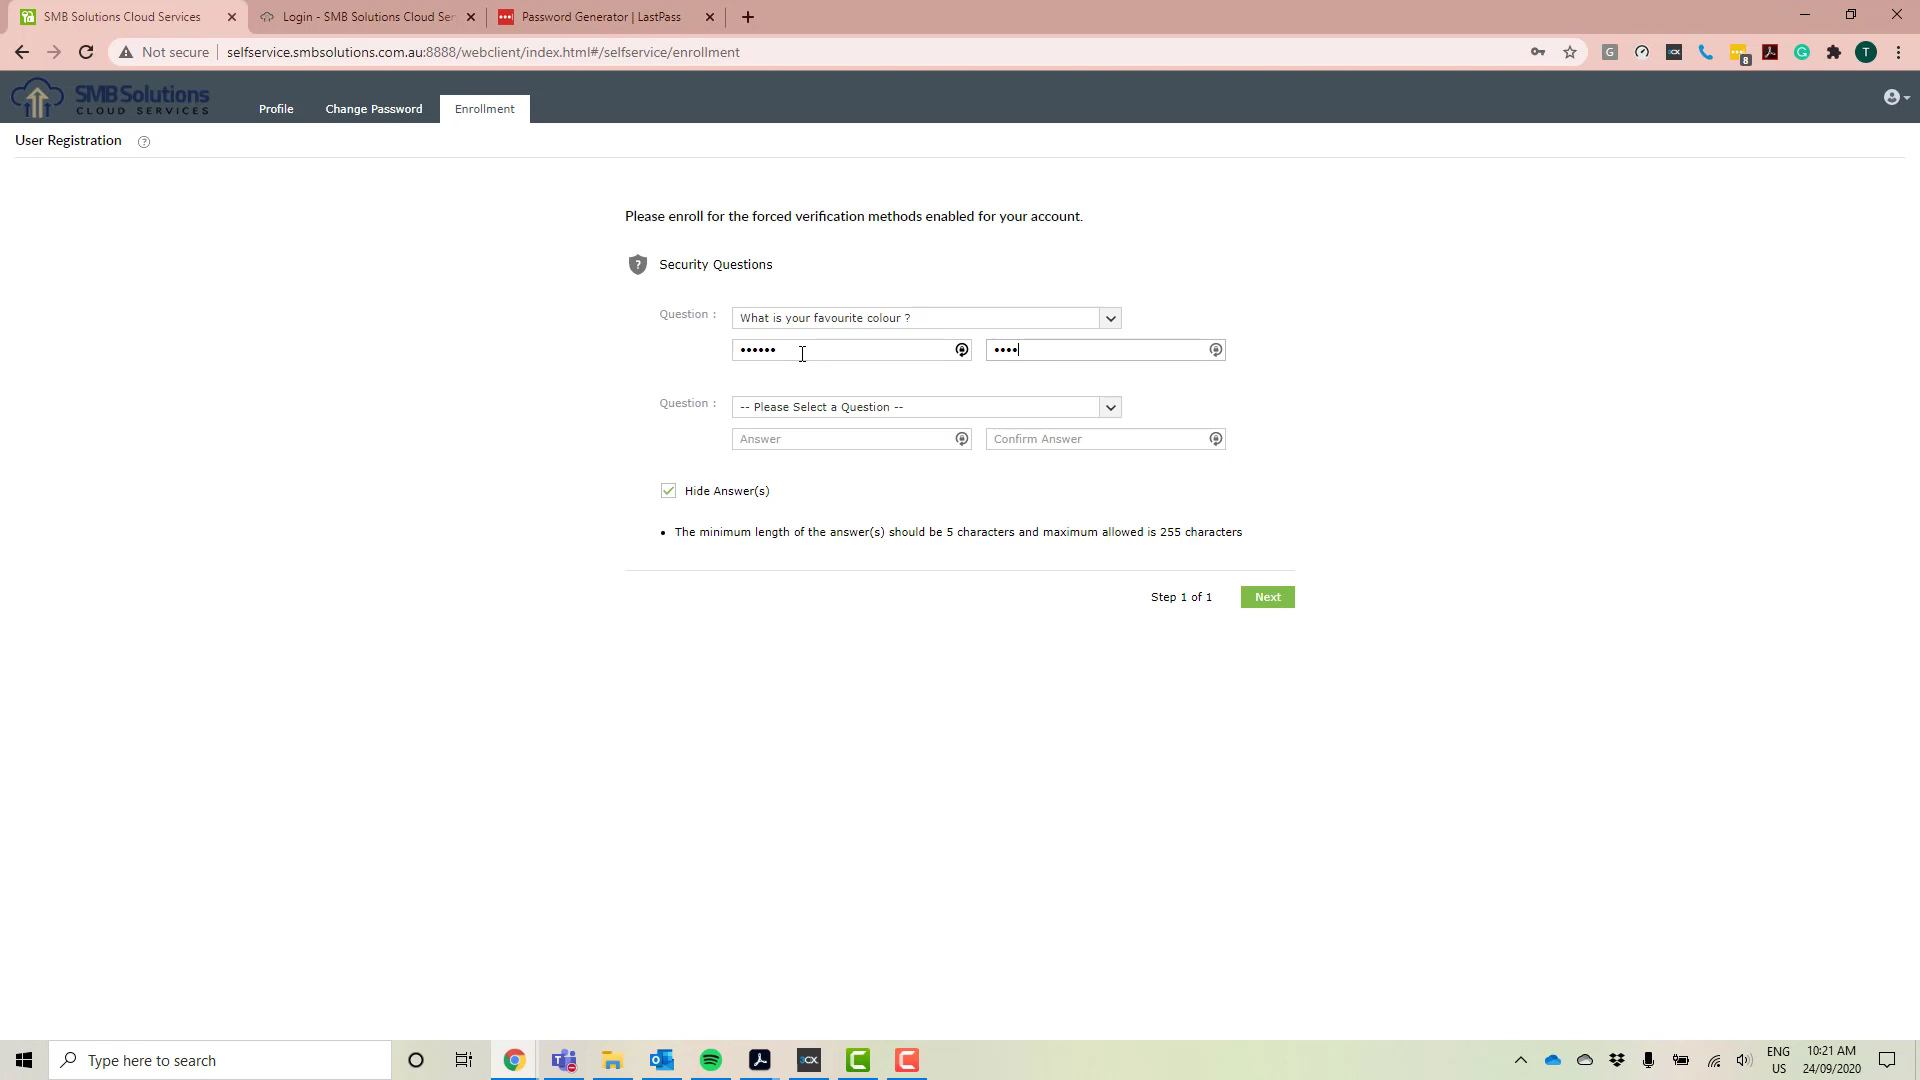 SMB Solutions Cloud Services
Login - SMB Solutions Cloud Ser
Password Generator | LastPass
Not secure
selfservice.smbsolutions.com.au:8888/webclient/index.html#/selfservice/enrollment
G
3CX
8
T
SMB Solutions
CLOUD SERVICES
Profile
Change Password
Enrollment
User Registration
?
Please enroll for the forced verification methods enabled for your account.
?
Security Questions
Question :
What is your favourite colour ?
••••••
••••
Question :
-- Please Select a Question --
Answer
Confirm Answer
Hide Answer(s)
• The minimum length of the answer(s) should be 5 characters and maximum allowed is 255 characters
Step 1 of 1
Next
Type here to search
3CX
ENG
US
10:21 AM
24/09/2020